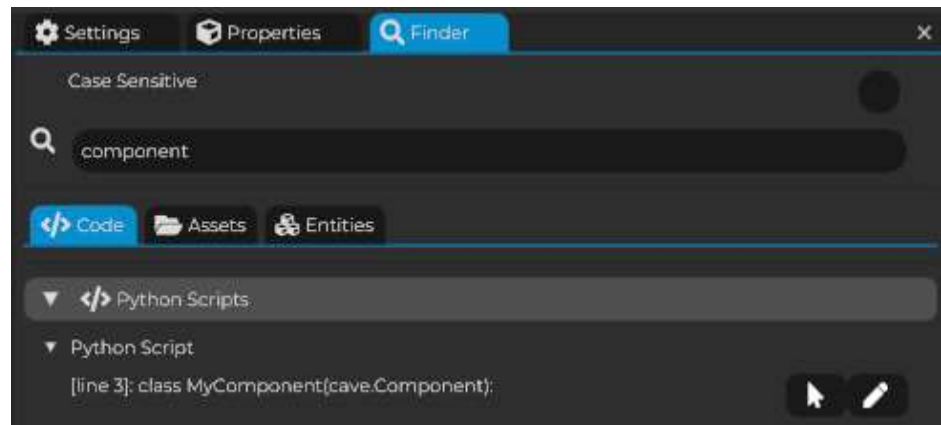 Settings Properties Finder
Case Sensitive
component
Code Assets Entities
Python Scripts
Python Script
[line 3]: class MyComponent(cave.Component):